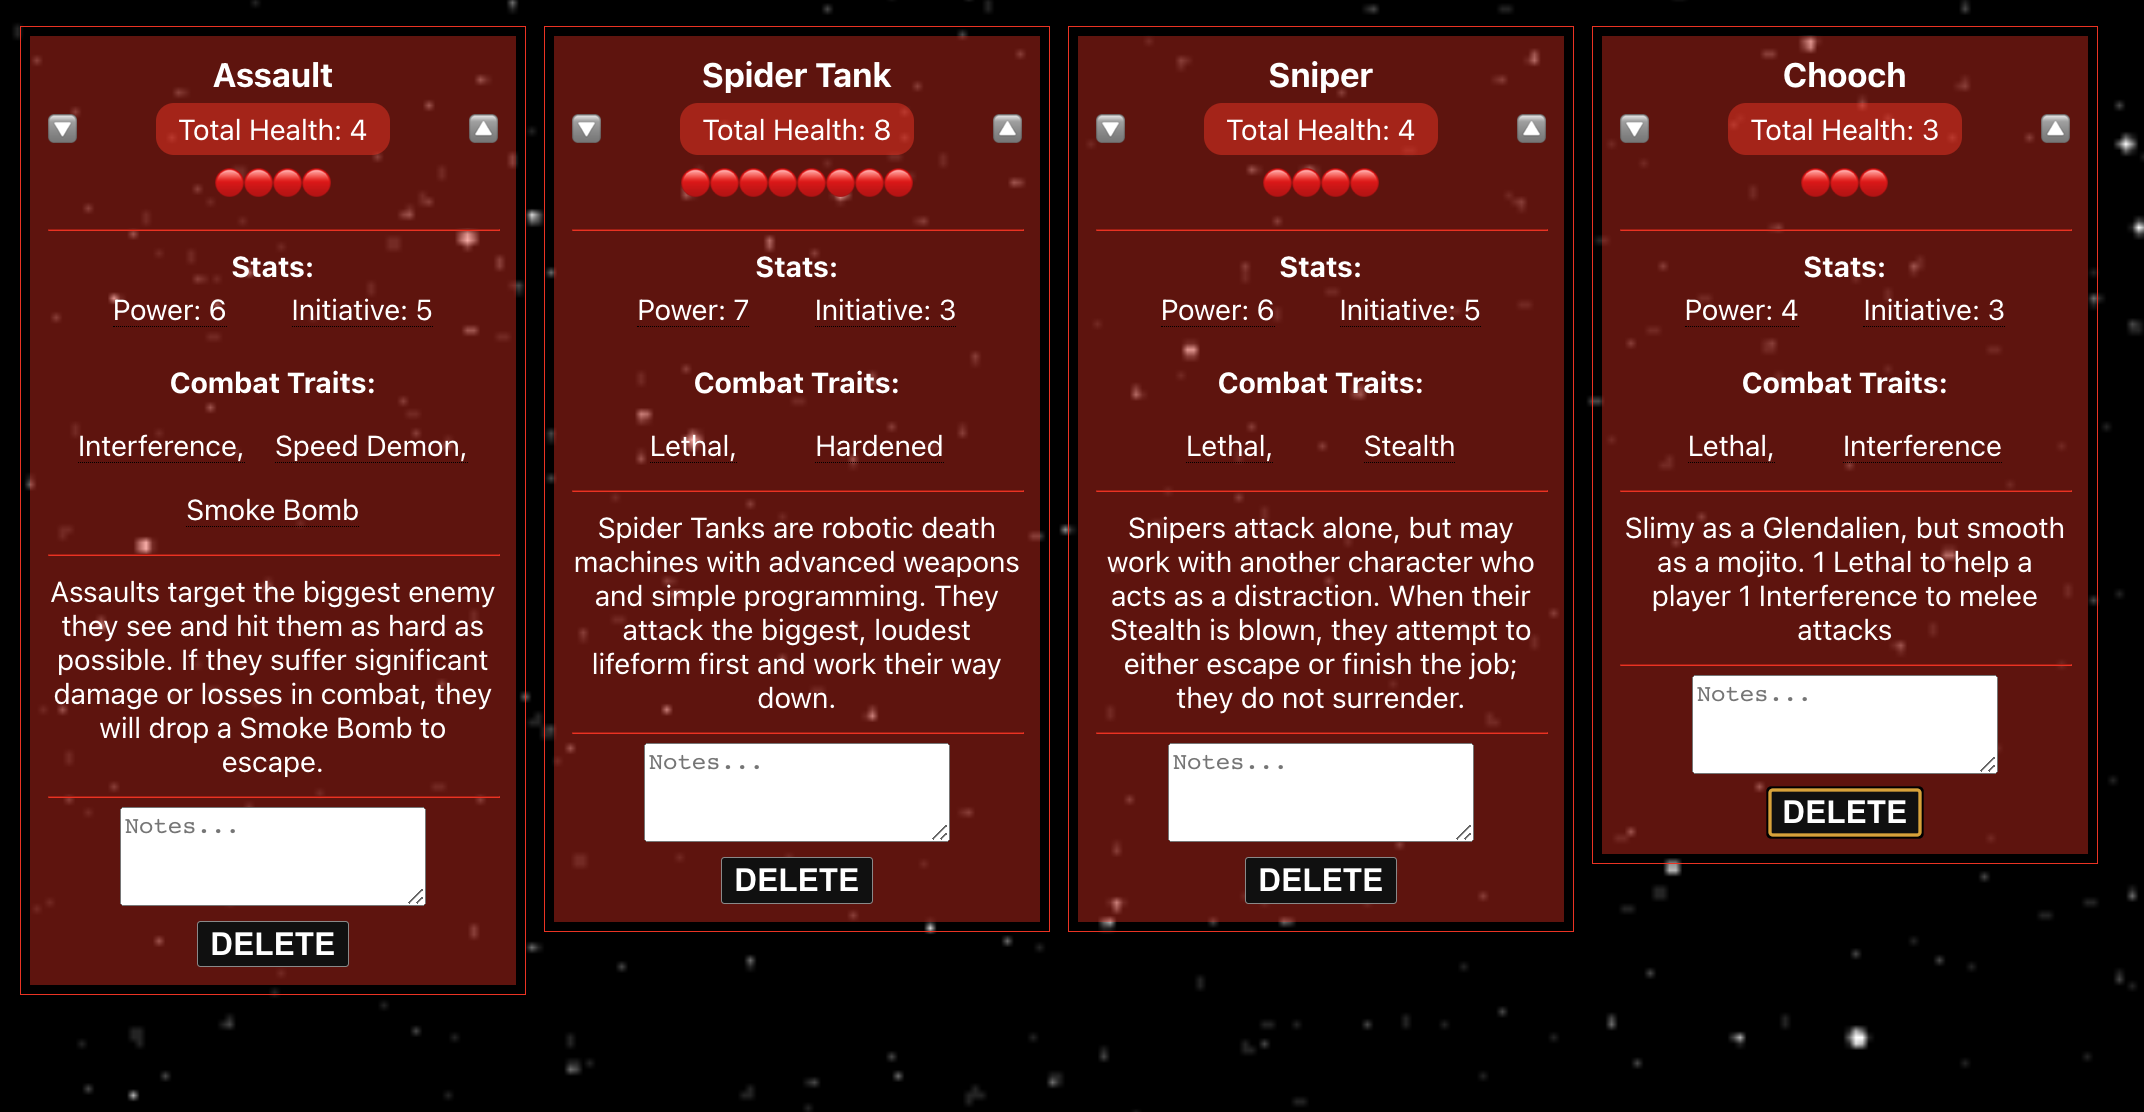 Assault
Total Health: 4
Stats:
Power: 6 Initiative: 5
Combat Traits:
Interference, Speed Demon,
Smoke Bomb
Assaults target the biggest enemy
they see and hit them as hard as
possible. If they suffer significant
damage or losses in combat, they
will drop a Smoke Bomb to
escape.
Notes...
DELETE
Spider Tank
Total Health: 8
Stats:
Power: 7 Initiative: 3
Combat Traits:
Lethal, Hardened
Spider Tanks are robotic death
machines with advanced weapons
and simple programming. They
attack the biggest, loudest
lifeform first and work their way
down.
Notes...
DELETE
Sniper
Total Health: 4
Stats:
Power: 6 Initiative: 5
Combat Traits:
Lethal, Stealth
Snipers attack alone, but may
work with another character who
acts as a distraction. When their
Stealth is blown, they attempt to
either escape or finish the job;
they do not surrender.
Notes...
DELETE
Chooch
Total Health: 3
Stats:
Power: 4 Initiative: 3
Combat Traits:
Lethal, Interference
Slimy as a Glendalien, but smooth
as a mojito. 1 Lethal to help a
player 1 Interference to melee
attacks
Notes...
DELETE